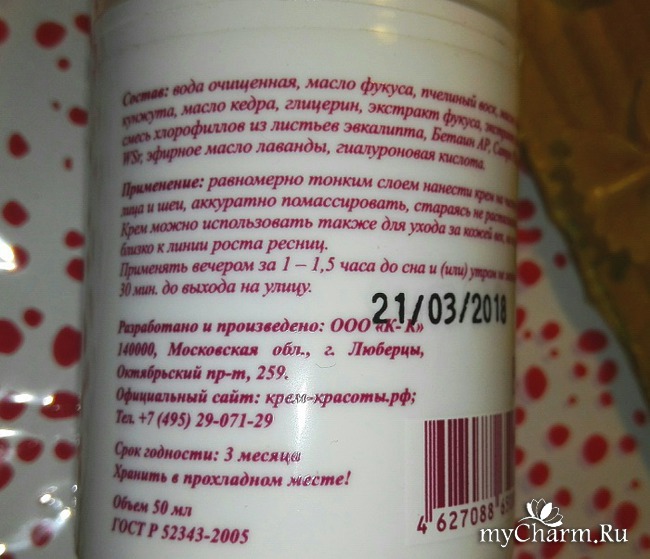 Состав: вода очищенная, масло фукуса, пчелиный воск,
кунжута, масло кедра, глицерин, экстракт фукуса,
смесь хлорофиллов из листьев эвкалипта, Бетаин АР,
WSr, эфирное масло лаванды, гиалуроновая кислота.
Применение: равномерно тонким слоем нанести крем на
лица и шеи, аккуратно помассировать, стараясь не
Крем можно использовать также для ухода за кожей век,
близко к линии роста ресниц.
Применять вечером за 1 – 1,5 часа до сна и (или) утром не
30 мин. до выхода на улицу.
21/03/2018
Разработано и произведено: ООО «К-К»
140000, Московская обл., г. Люберцы,
Октябрьский пр-т, 259.
Официальный сайт: крем-красоты.рф;
Тел. +7 (495) 29-071-29
Срок годности: 3 месяца
Хранить в прохладном месте!
Объем 50 мл
ГОСТ Р 52343-2005
4 627088
myCharm.Ru